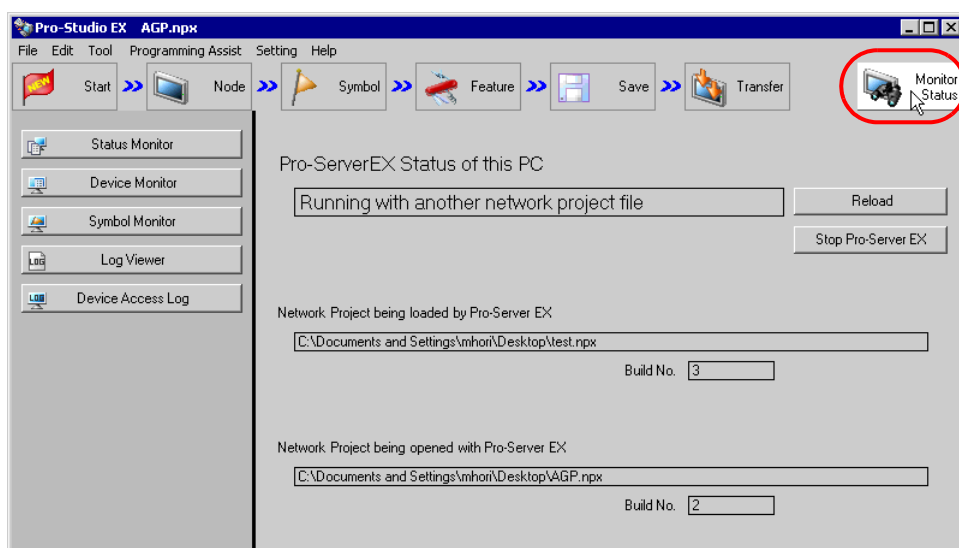 Pro-Studio EX AGP.npx
File Edit Tool Programming Assist Setting Help
NEW Start Node Symbol Feature Save Transfer Monitor Status
Status Monitor
Device Monitor
Symbol Monitor
LOG Log Viewer
Device Access Log
Pro-ServerEX Status of this PC
Running with another network project file
Reload
Stop Pro-Server EX
Network Project being loaded by Pro-Server EX
C:\Documents and Settings\mhori\Desktop\test.npx
Build No. 3
Network Project being opened with Pro-Server EX
C:\Documents and Settings\mhori\Desktop\AGP.npx
Build No. 2